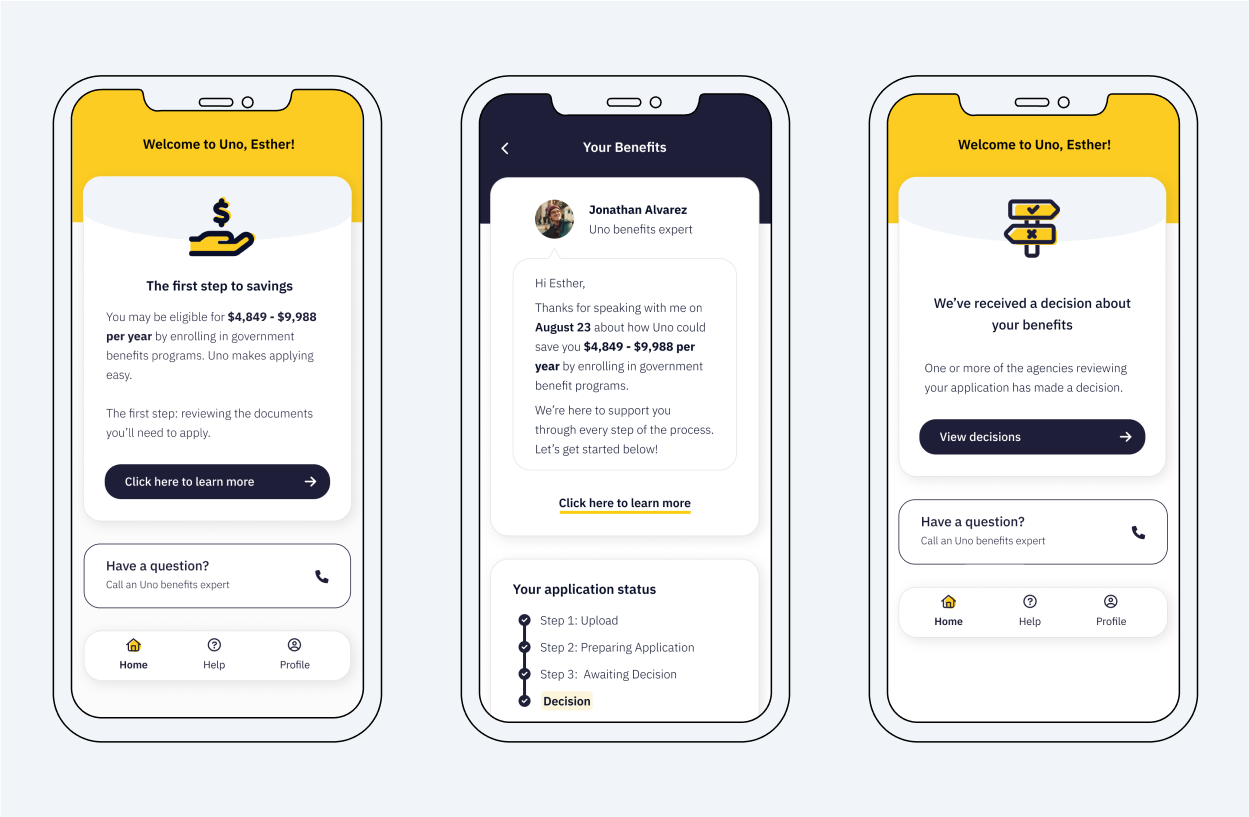 Welcome to Uno, Esther!
The first step to savings
You may be eligible for $4,849 - $9,988
per year by enrolling in government
benefits programs. Uno makes applying
easy.
The first step: reviewing the documents
you'll need to apply.
Click here to learn more
Have a question?
Call an Uno benefits expert
Home
Help
Profile
Your Benefits
Jonathan Alvarez
Uno benefits expert
Hi Esther,
Thanks for speaking with me on
August 23 about how Uno could
save you $4,849 - $9,988 per
year by enrolling in government
benefit programs.
We're here to support you
through every step of the process.
Let's get started below!
Click here to learn more
Your application status
Step 1: Upload
Step 2: Preparing Application
Step 3: Awaiting Decision
Decision
Welcome to Uno, Esther!
We've received a decision about
your benefits
One or more of the agencies reviewing
your application has made a decision.
View decisions
Have a question?
Call an Uno benefits expert
Home
Help
Profile